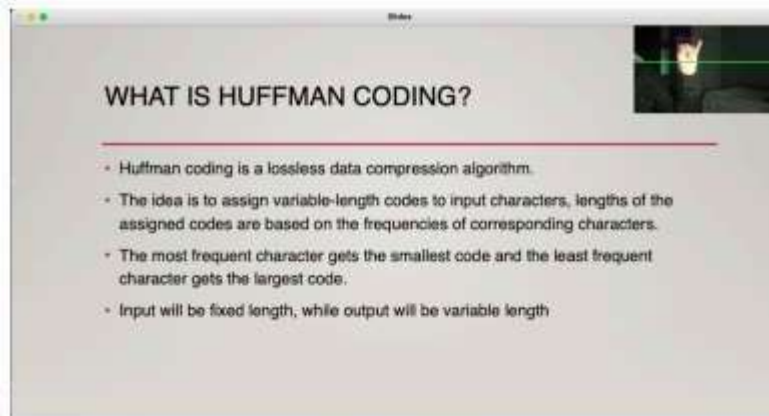 Slides
WHAT IS HUFFMAN CODING?
• Huffman coding is a lossless data compression algorithm.
• The idea is to assign variable-length codes to input characters, lengths of the
assigned codes are based on the frequencies of corresponding characters.
• The most frequent character gets the smallest code and the least frequent
character gets the largest code.
• Input will be fixed length, while output will be variable length